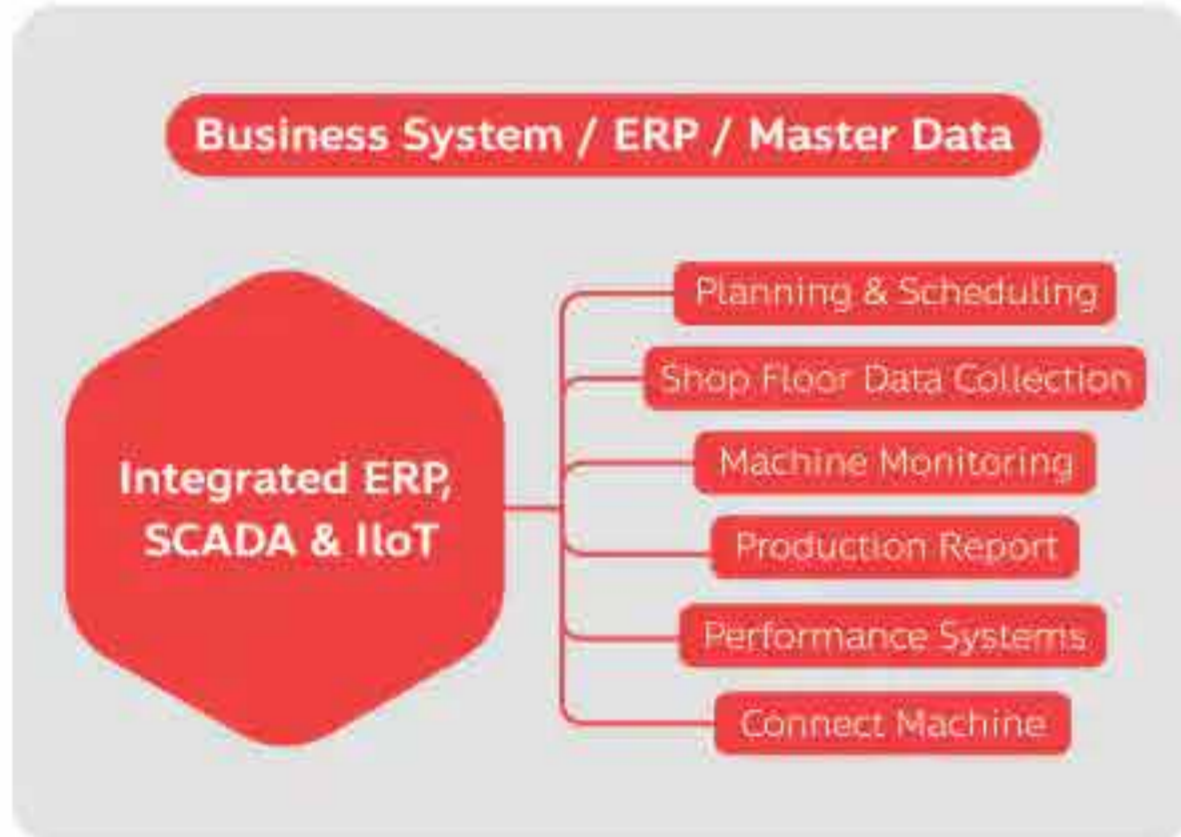 Business System / ERP / Master Data
Integrated ERP,
SCADA & IIoT
Planning & Scheduling
Shop Floor Data Collection
Machine Monitoring
Production Report
Performance Systems
Connect Machine